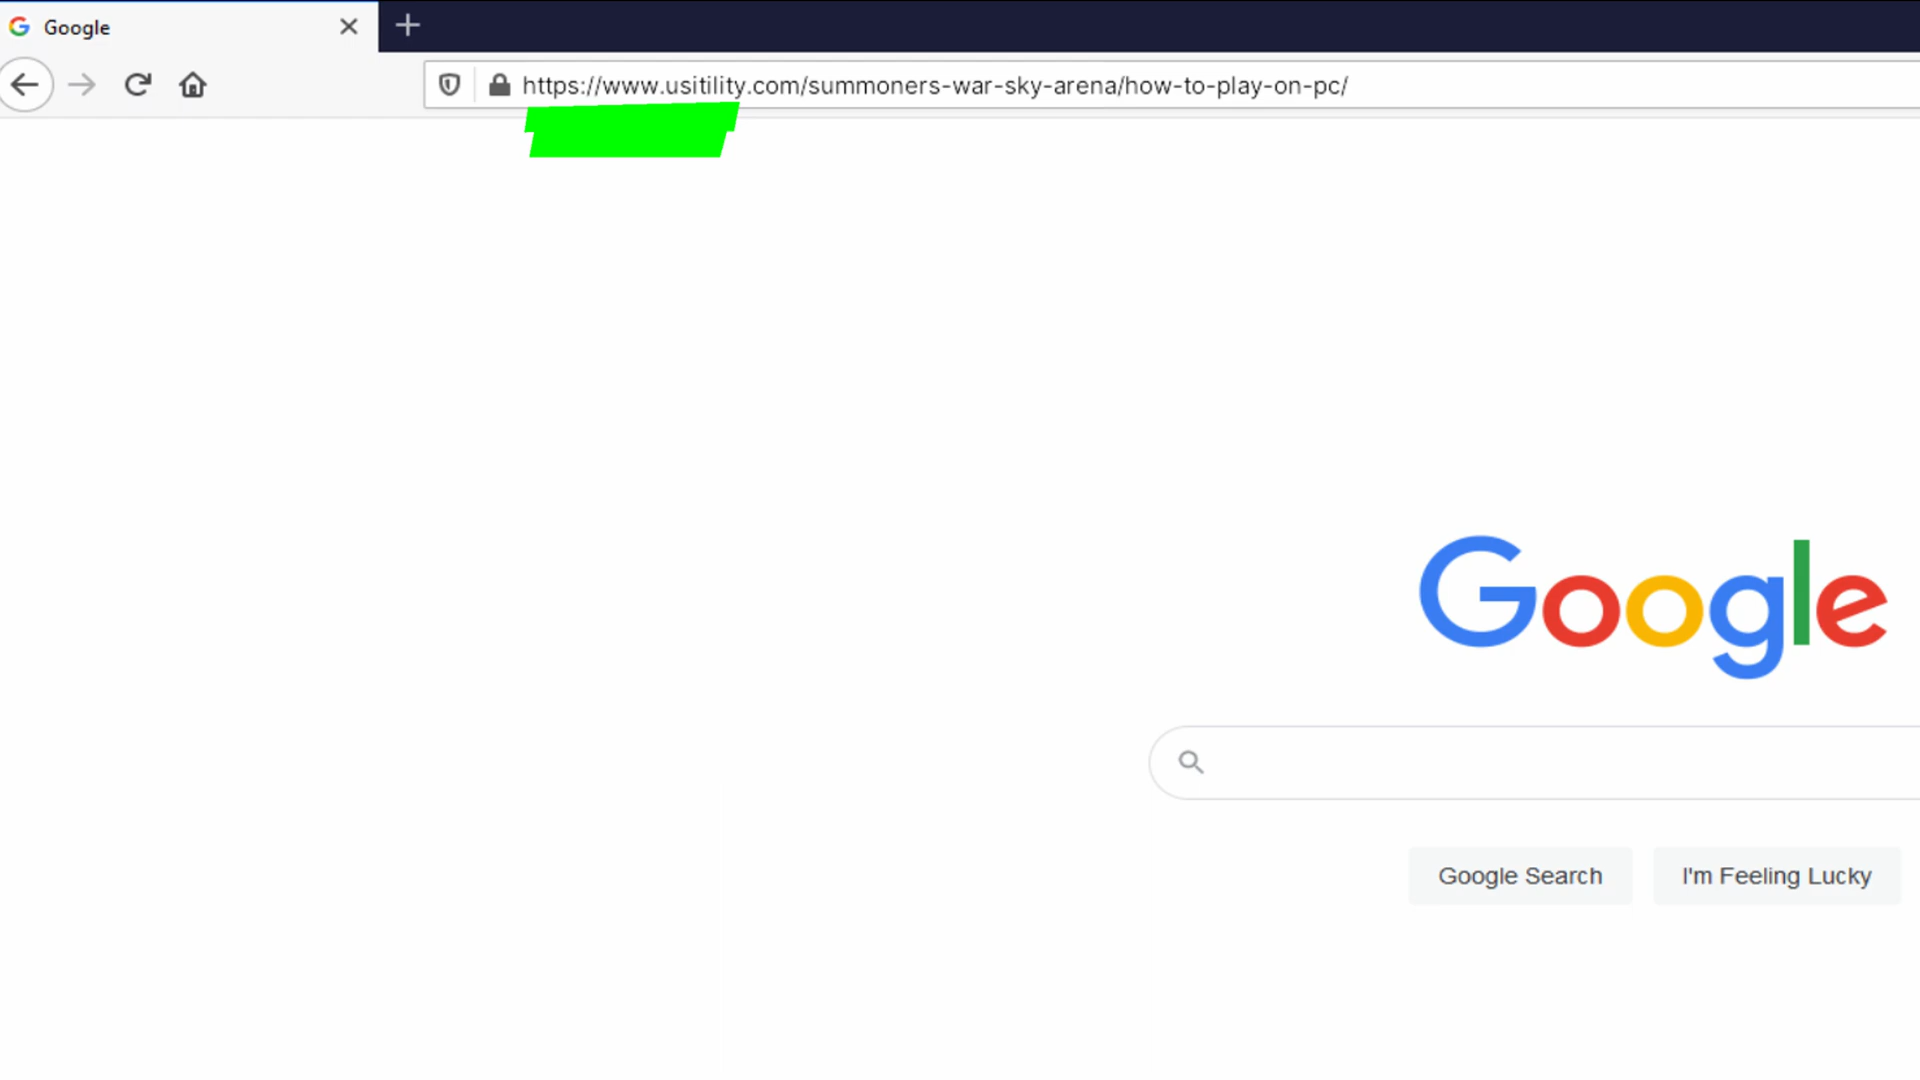 Google
https://www.usitility.com/summoners-war-sky-arena/how-to-play-on-pc/
Google
Google Search
I'm Feeling Lucky